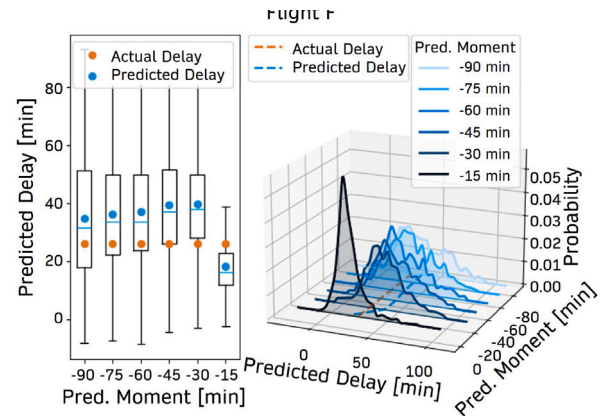 Flight F
Actual Delay
Predicted Delay
Predicted Delay [min]
80
60
40
20
0
-90 -75 -60 -45 -30 -15
Pred. Moment [min]
Actual Delay
Predicted Delay
Pred. Moment
-90 min
-75 min
-60 min
-45 min
-30 min
-15 min
0.05
0.04
0.03
0.02
0.01
0.00
Probability
0
50
100
Predicted Delay [min]
-80
-60
-40
-20
0
Pred. Moment [min]